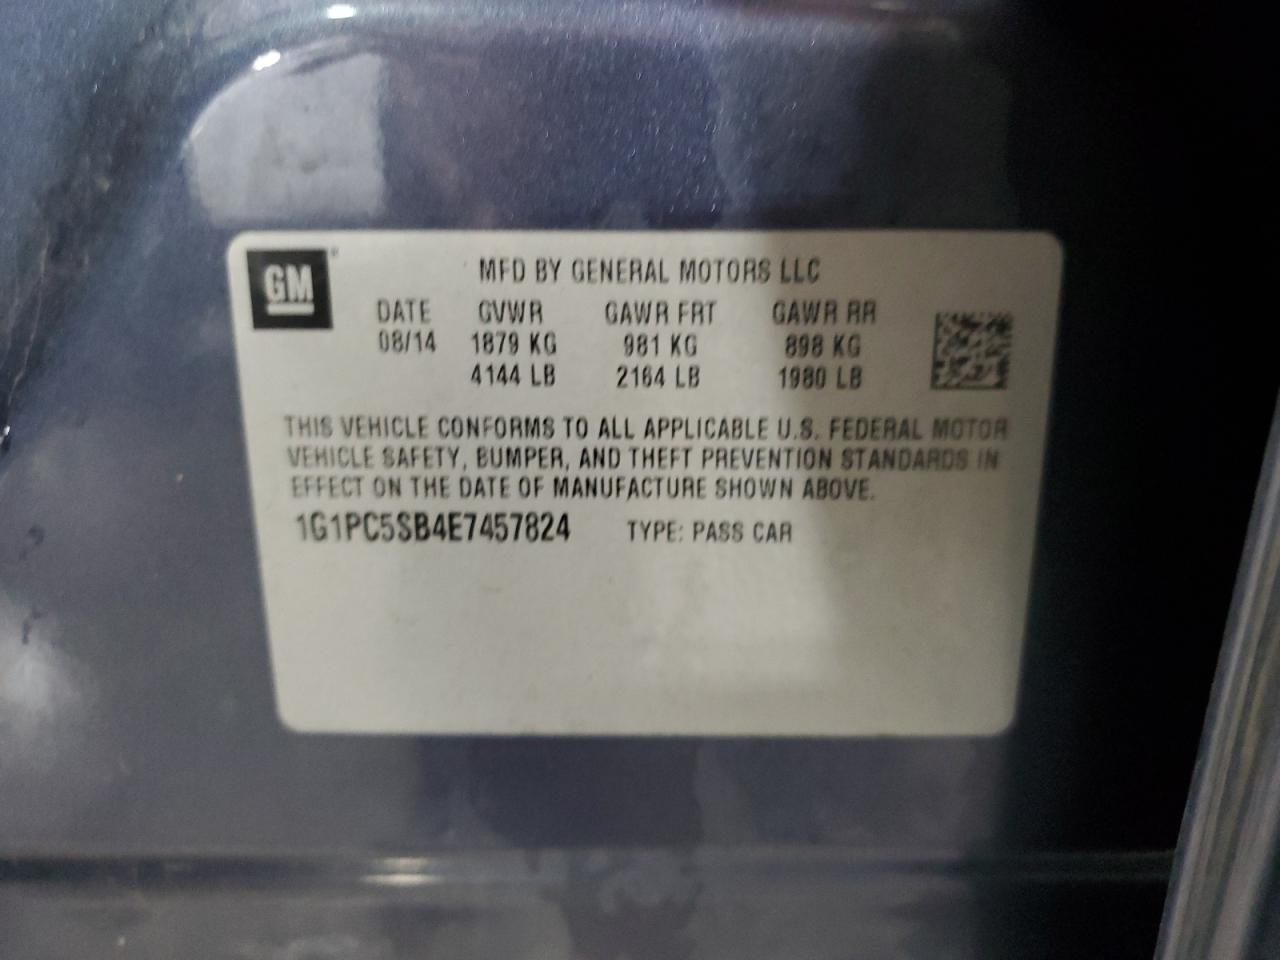 GM
MFD BY GENERAL MOTORS LLC
DATE GVWR GAWR FRT GAWR RR
08/14 1879 KG 981 KG 898 KG
4144 LB 2164 LB 1980 LB
THIS VEHICLE CONFORMS TO ALL APPLICABLE U.S. FEDERAL MOTOR
VEHICLE SAFETY, BUMPER, AND THEFT PREVENTION STANDARDS IN
EFFECT ON THE DATE OF MANUFACTURE SHOWN ABOVE.
1G1PC5SB4E7457824 TYPE: PASS CAR